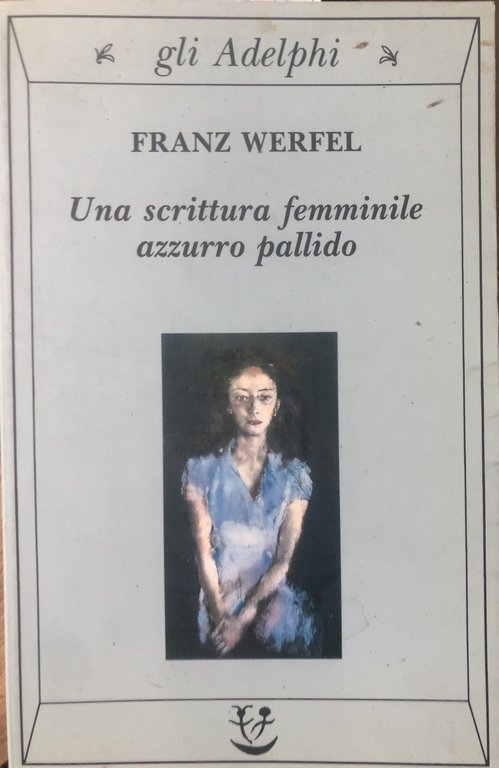 gli Adelphi
FRANZ WERFEL
Una scrittura femminile
azzurro pallido